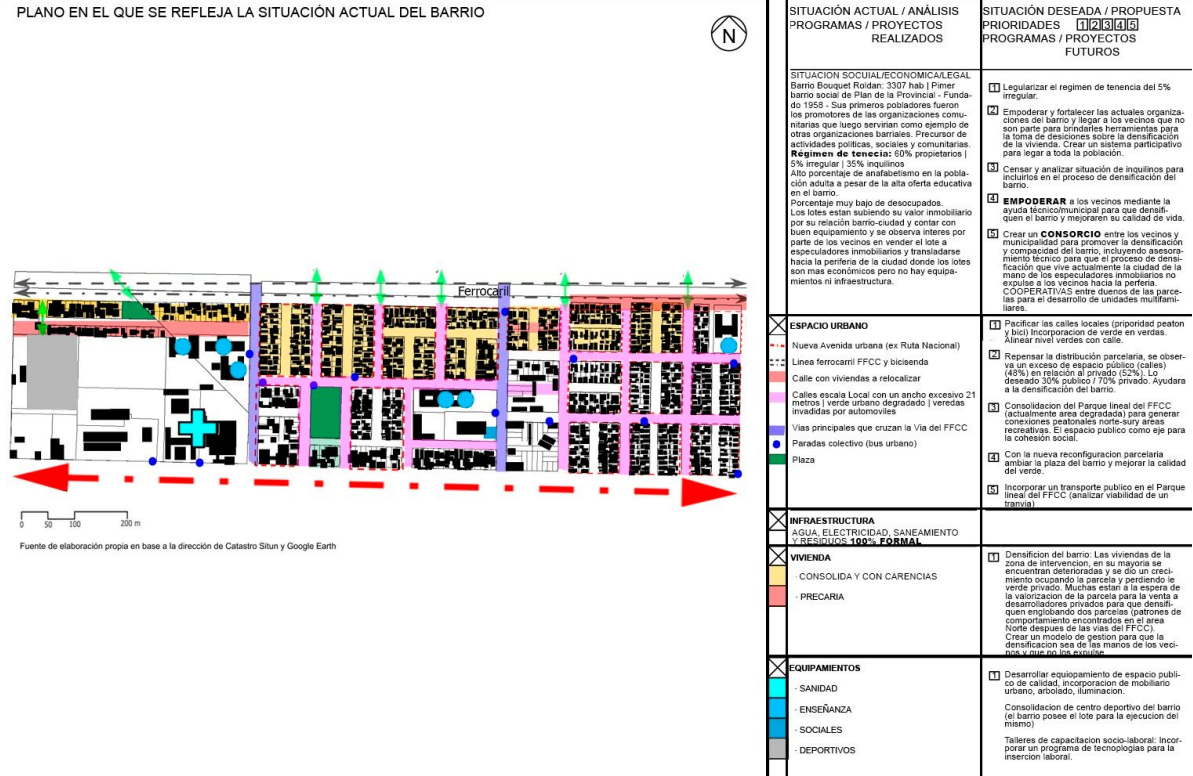 PLANO EN EL QUE SE REFLEJA LA SITUACIÓN ACTUAL DEL BARRIO
N
Ferrocaril
0 50 100 200 m
Fuente de elaboración propia en base a la dirección de Catastro Situn y Google Earth
SITUACIÓN ACTUAL / ANÁLISIS
PROGRAMAS / PROYECTOS
REALIZADOS
SITUACIÓN DESEADA / PROPUESTA
PRIORIDADES 1 2 3 4 5
PROGRAMAS / PROYECTOS
FUTUROS
SITUACION SOCUIAL/ECONOMICA/LEGAL
Barrio Bouquet Roldan: 3307 hab | Pimer
barrio social de Plan de la Provincial - Funda-
do 1958 - Sus primeros pobladores fueron
los promotores de las organizaciones comu-
nitarias que luego servirian como ejemplo de
otras organizaciones barriales. Precursor de
actividades politicas, sociales y comunitarias.
Régimen de tenecia: 60% propietarios |
5% irregular | 35% inquilinos
Alto porcentaje de anafabetismo en la pobla-
ción adulta a pesar de la alta oferta educativa
en el barrio.
Porcentaje muy bajo de desocupados.
Los lotes estan subiendo su valor inmobiliario
por su relación barrio-ciudad y contar con
buen equipamiento y se observa interes por
parte de los vecinos en vender el lote a
especuladores inmobiliarios y transladarse
hacia la periferia de la ciudad donde los lotes
son mas económicos pero no hay equipa-
mientos ni infraestructura.
1 Legularizar el regimen de tenencia del 5%
irregular.
2 Empoderar y fortelecer las actuales organiza-
ciones del barrio y llegar a los vecinos que no
son parte para brindarles herramientas para
la toma de desiciones sobre la densificación
de la vivienda. Crear un sistema participativo
para legar a toda la población.
3 Censar y analizar situación de inquilinos para
incluirlos en el proceso de densificación del
barrio.
4 EMPODERAR a los vecinos mediante la
ayuda técnico/municipal para que densifi-
quen el barrio y mejoraren su calidad de vida.
5 Crear un CONSORCIO entre los vecinos y
municipalidad para promover la densificación
y compacidad del barrio, incluyendo asesora-
miento técnico para que el proceso de densi-
ficación que vive actualmente la ciudad de la
mano de los especuladores inmobilarios no
expulse a los vecinos hacia la perferia.
COOPERATIVAS entre duenos de las parce-
las para el desarrollo de unidades multifami-
liares.
ESPACIO URBANO
Nueva Avenida urbana (ex Ruta Nacional)
Linea ferrocarril FFCC y bicisenda
Calle con viviendas a relocalizar
Calles escala Local con un ancho excesivo 21
metros | verde urbano degradado | veredas
invadidas por automoviles
Vias principales que cruzan la Via del FFCC
Paradas colectivo (bus urbano)
Plaza
1 Pacificar las calles locales (priporidad peaton
y bici) Incorporacion de verde en verdas.
Alinear nivel verdes con calle.
2 Repensar la distribución parcelaria, se obser-
va un exceso de espacio público (calles)
(48%) en relación al privado (52%). Lo
deseado 30% publico / 70% privado. Ayudara
a la densificación del barrio.
3 Consolidacion del Parque lineal del FFCC
(actualmente area degradada) para generar
conexiones peatonales norte-sury areas
recreativas. El espacio publico como eje para
la cohesión social.
4 Con la nueva reconfiguracion parcelaria
ambiar la plaza del barrio y mejorar la calidad
del verde.
5 Incorporar un transporte publico en el Parque
lineal del FFCC (analizar viabilidad de un
tranvia)
INFRAESTRUCTURA
AGUA, ELECTRICIDAD, SANEAMIENTO
Y RESIDUOS 100% FORMAL
VIVIENDA
· CONSOLIDA Y CON CARENCIAS
· PRECARIA
1 Densificion del barrio: Las viviendas de la
zona de intervencion, en su mayoria se
encuentran deterioradas y se dio un creci-
miento ocupando la parcela y perdiendo le
verde privado. Muchas estan a la espera de
la valorizacion de la parcela para la venta a
desarrolladores privados para que densifi-
quen englobando dos parcelas (patrones de
comportamiento encontrados en el area
Norte despues de las vias del FFCC).
Crear un modelo de gestion para que la
densificacion sea de las manos de los veci-
nos y que no los expulse
EQUIPAMIENTOS
· SANIDAD
· ENSEÑANZA
· SOCIALES
· DEPORTIVOS
1 Desarrollar equiopamiento de espacio publi-
co de calidad, incorporacion de mobiliario
urbano, arbolado, iluminacion.
Consolidacion de centro deportivo del barrio
(el barrio posee el lote para la ejecucion del
mismo)
Talleres de capacitacion socio-laboral: Incor-
porar un programa de tecnoplogias para la
insercion laboral.